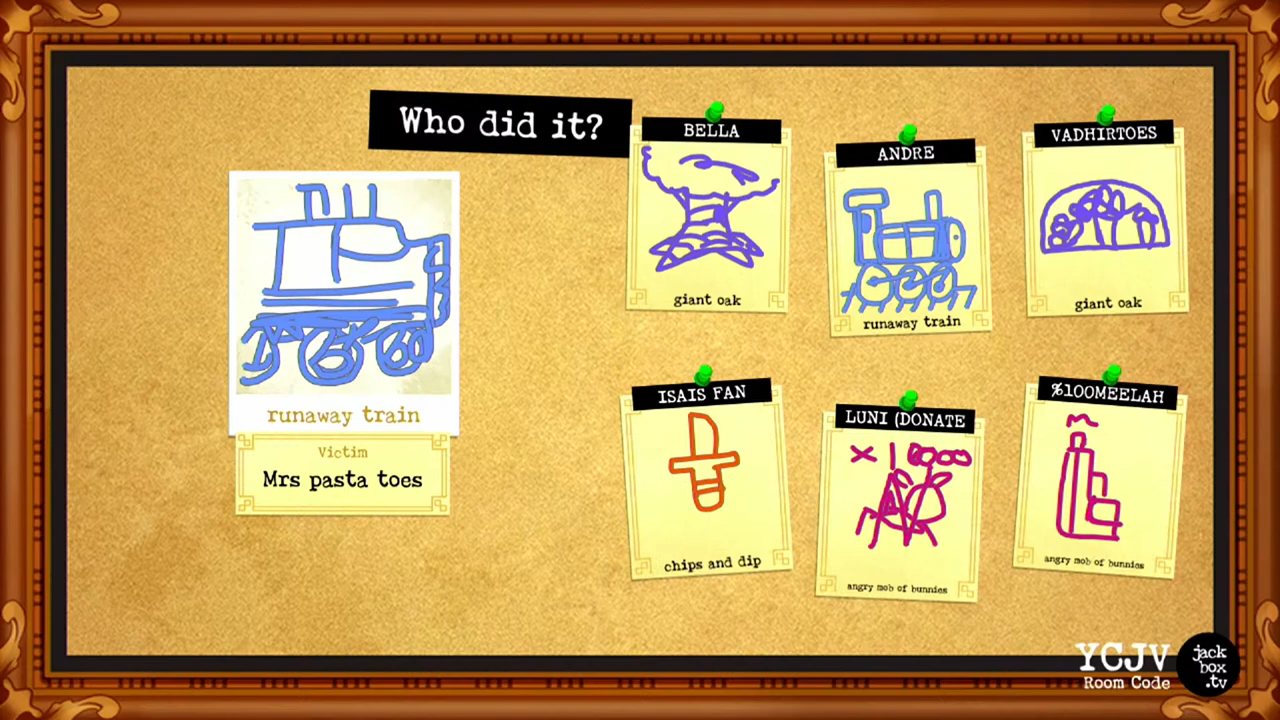 Who did it?
runaway train
Victim
Mrs pasta toes
BELLA
giant oak
ANDRE
runaway train
VADHIRTOES
giant oak
ISAIS FAN
chips and dip
LUNI (DONATE
× 10000
angry mob of bunnies
%100MEELAH
angry mob of bunnies
YCJV
Room Code
jack
box
.tv